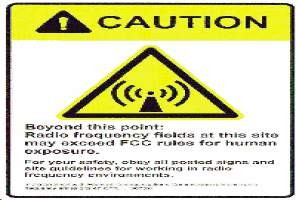 CAUTION
Beyond this point:
Radio frequency fields at this site
may exceed FCC rules for human
exposure.
For your safety, obey all posted signs and
site guidelines for working in radio
frequency environments.